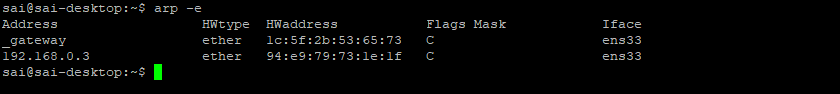 sai@sai-desktop:~$ arp -e
Address HWtype HWaddress Flags Mask Iface
_gateway ether 1c:5f:2b:53:65:73 C ens33
192.168.0.3 ether 94:e9:79:73:1e:1f C ens33
sai@sai-desktop:~$